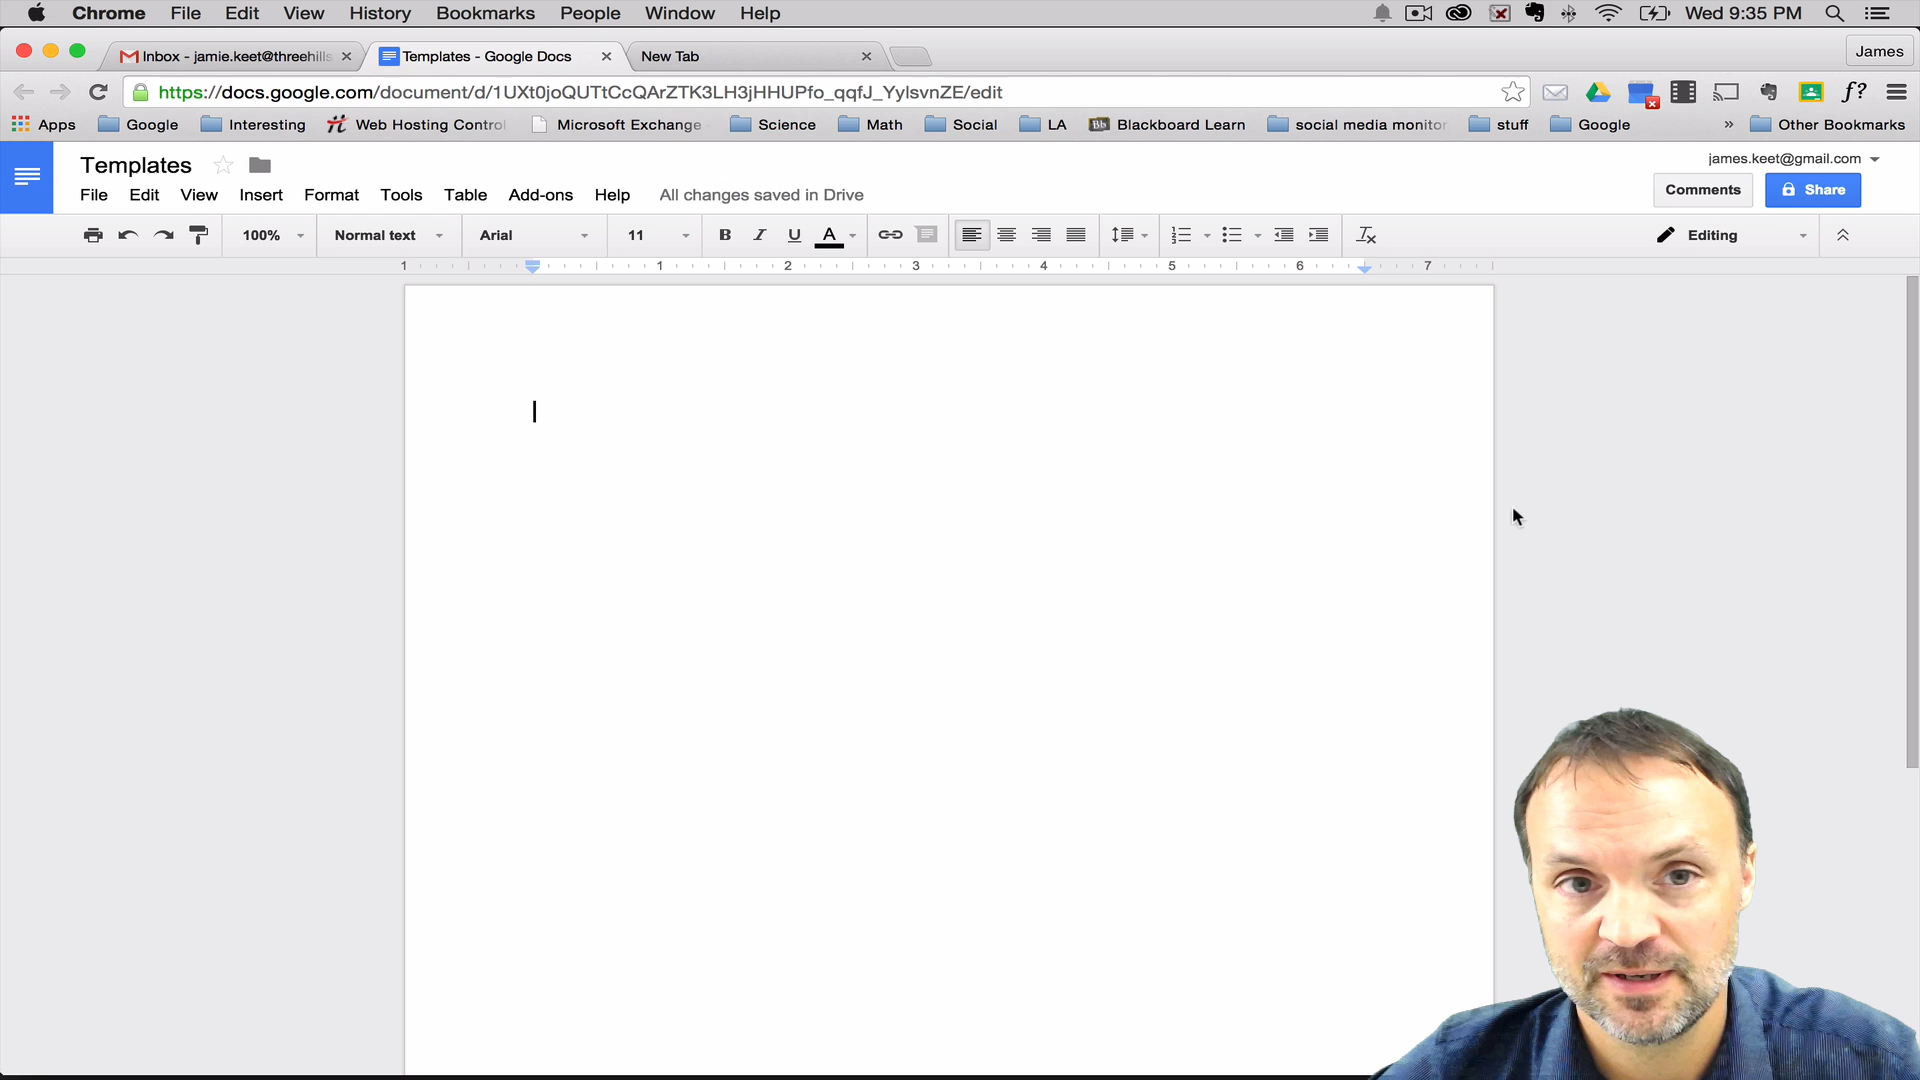 Chrome File Edit View History Bookmarks People Window Help Wed 9:35 PM
Inbox - jamie.keet@threehills Templates - Google Docs New Tab James
https://docs.google.com/document/d/1UXt0joQUTtCcQArZTK3LH3jHHUPfo_qqfJ_YylsvnZE/edit f?
Apps Google Interesting Web Hosting Control Microsoft Exchange Science Math Social LA Bb Blackboard Learn social media monitor stuff Google » Other Bookmarks
Templates james.keet@gmail.com
File Edit View Insert Format Tools Table Add-ons Help All changes saved in Drive Comments Share
100% Normal text Arial 11 B I U A Editing
1 1 2 3 4 5 6 7